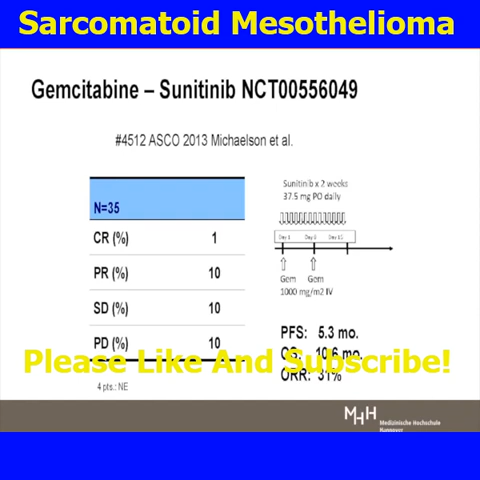 Sarcomatoid Mesothelioma
Gemcitabine – Sunitinib NCT00556049
#4512 ASCO 2013 Michaelson et al.
N=35
CR (%) 1
PR (%) 10
SD (%) 10
PD (%) 10
4 pts.: NE
Sunitinib x 2 weeks
37.5 mg PO daily
Day 1 Day 8 Day 15
Gem Gem
1000 mg/m2 IV
PFS: 5.3 mo.
OS: 10.6 mo.
ORR: 31%
Please Like And Subscribe!
MHH
Medizinische Hochschule
Hannover